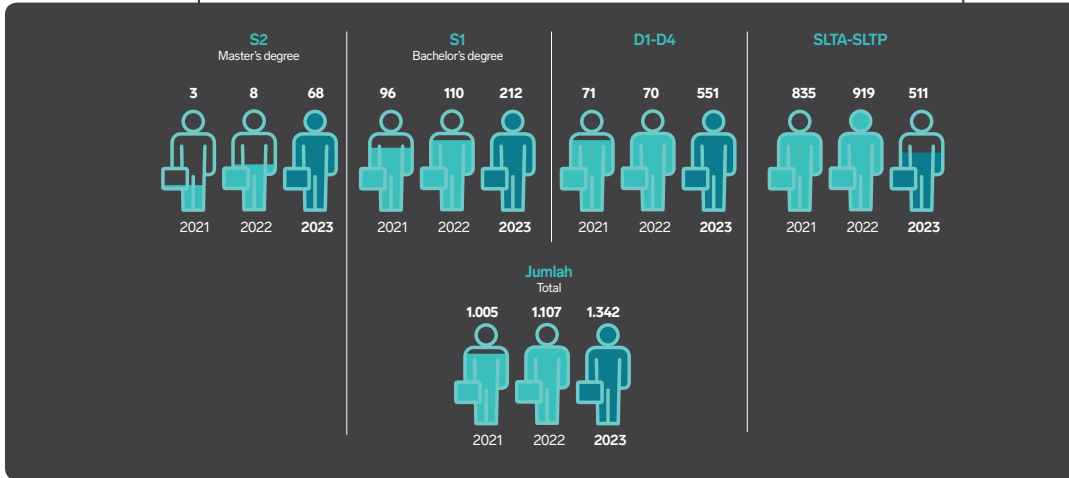 S2
Master's degree
3 8 68
2021 2022 2023
S1
Bachelor's degree
96 110 212
2021 2022 2023
D1-D4
71 70 551
2021 2022 2023
SLTA-SLTP
835 919 511
2021 2022 2023
Jumlah
Total
1.005 1.107 1.342
2021 2022 2023